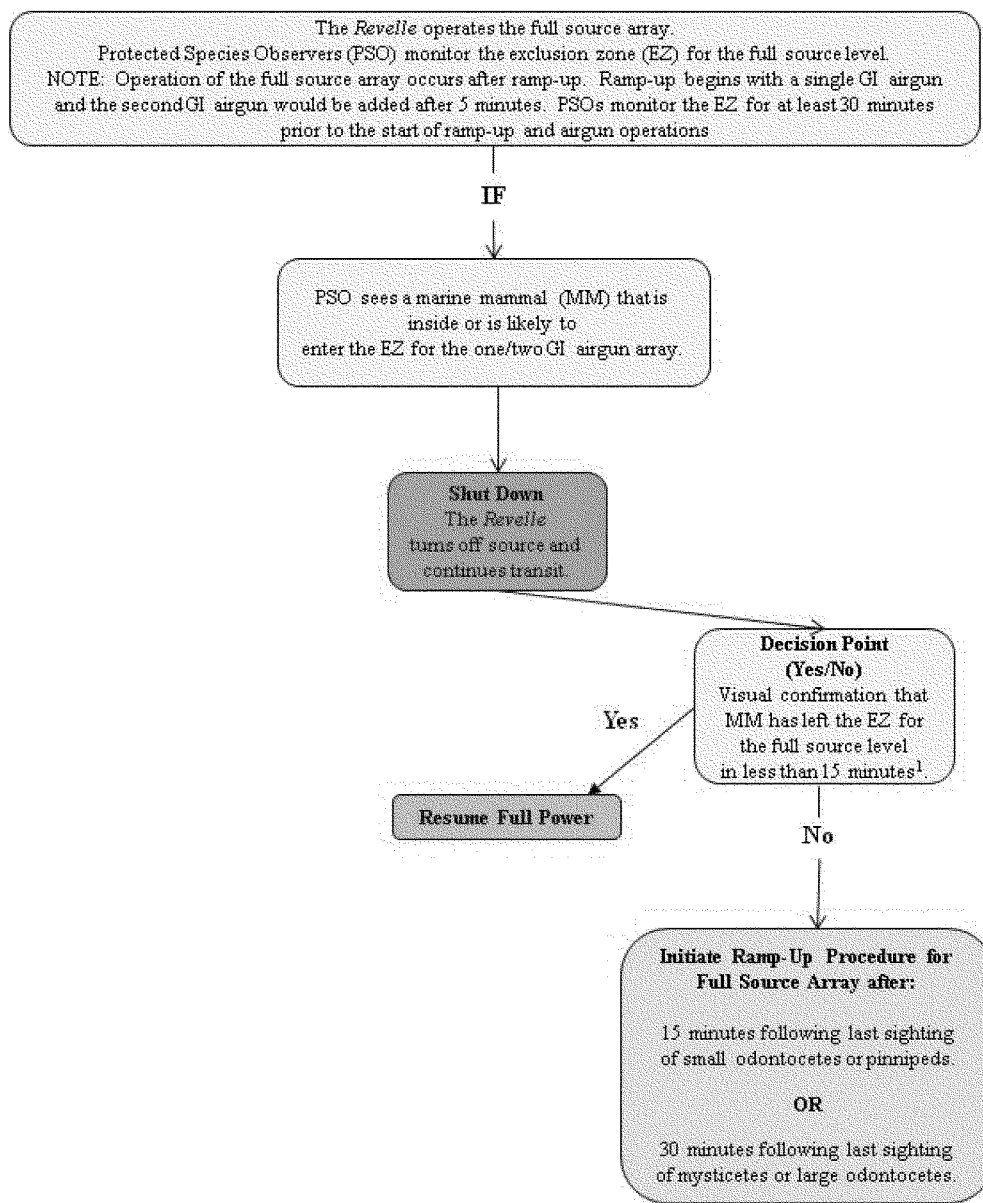 The Revelle operates the full source array.
Protected Species Observers (PSO) monitor the exclusion zone (EZ) for the full source level.
NOTE: Operation of the full source array occurs after ramp-up. Ramp-up begins with a single GI airgun
and the second GI airgun would be added after 5 minutes. PSOs monitor the EZ for at least 30 minutes
prior to the start of ramp-up and airgun operations
IF
PSO sees a marine mammal (MM) that is
inside or is likely to
enter the EZ for the one/two GI airgun array.
Shut Down
The Revelle
turns off source and
continues transit.
Decision Point
(Yes/No)
Visual confirmation that
MM has left the EZ for
the full source level
in less than 15 minutes1.
Yes
Resume Full Power
No
Initiate Ramp-Up Procedure for
Full Source Array after:
15 minutes following last sighting
of small odontocetes or pinnipeds.
OR
30 minutes following last sighting
of mysticetes or large odontocetes.